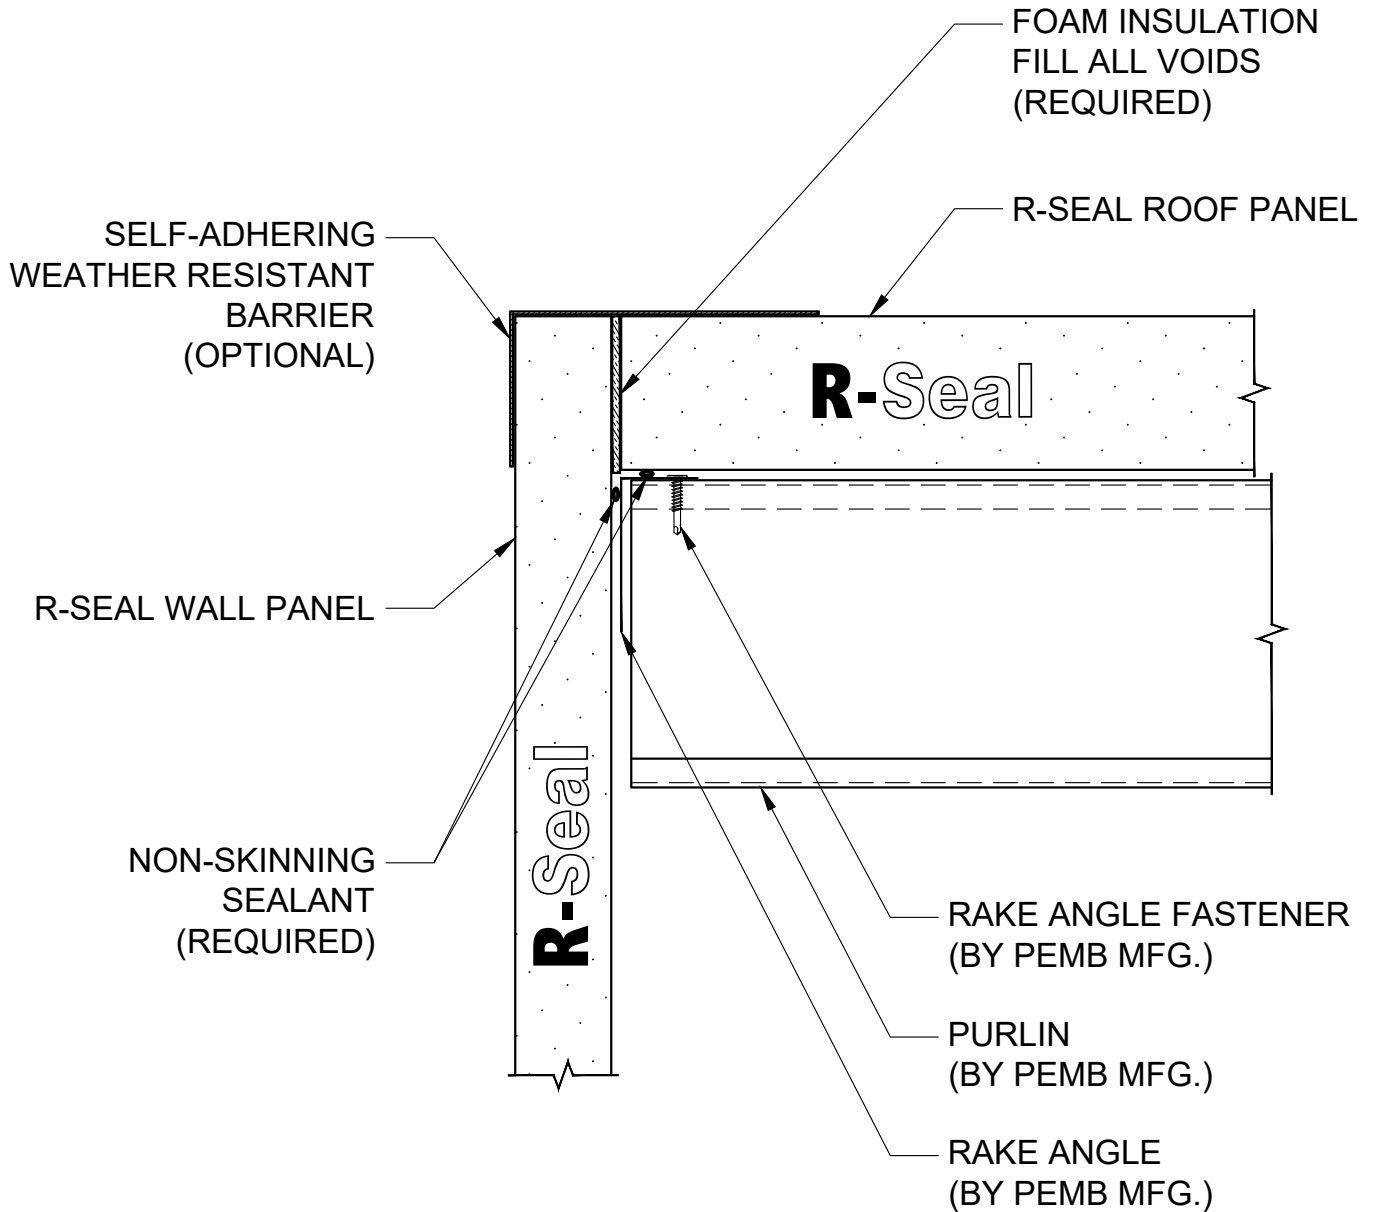 FOAM INSULATION
FILL ALL VOIDS
(REQUIRED)
R-SEAL ROOF PANEL
SELF-ADHERING
WEATHER RESISTANT
BARRIER
(OPTIONAL)
R-Seal
R-SEAL WALL PANEL
R-Seal
NON-SKINNING
SEALANT
(REQUIRED)
RAKE ANGLE FASTENER
(BY PEMB MFG.)
PURLIN
(BY PEMB MFG.)
RAKE ANGLE
(BY PEMB MFG.)